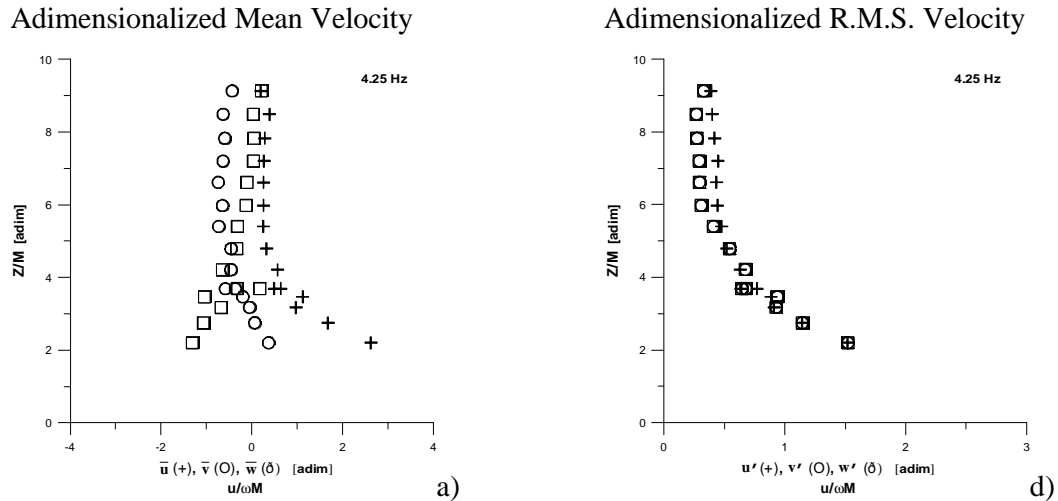 Adimensionalized Mean Velocity
Adimensionalized R.M.S. Velocity
10
8
6
4
2
0
Z/M [adim]
4.25 Hz
-4
-2
0
2
4
u̅ (+), v̅ (O), w̅ (ð) [adim]
u/ωM
a)
10
8
6
4
2
0
Z/M [adim]
4.25 Hz
0
1
2
3
u' (+), v' (O), w' (ð) [adim]
u/ωM
d)